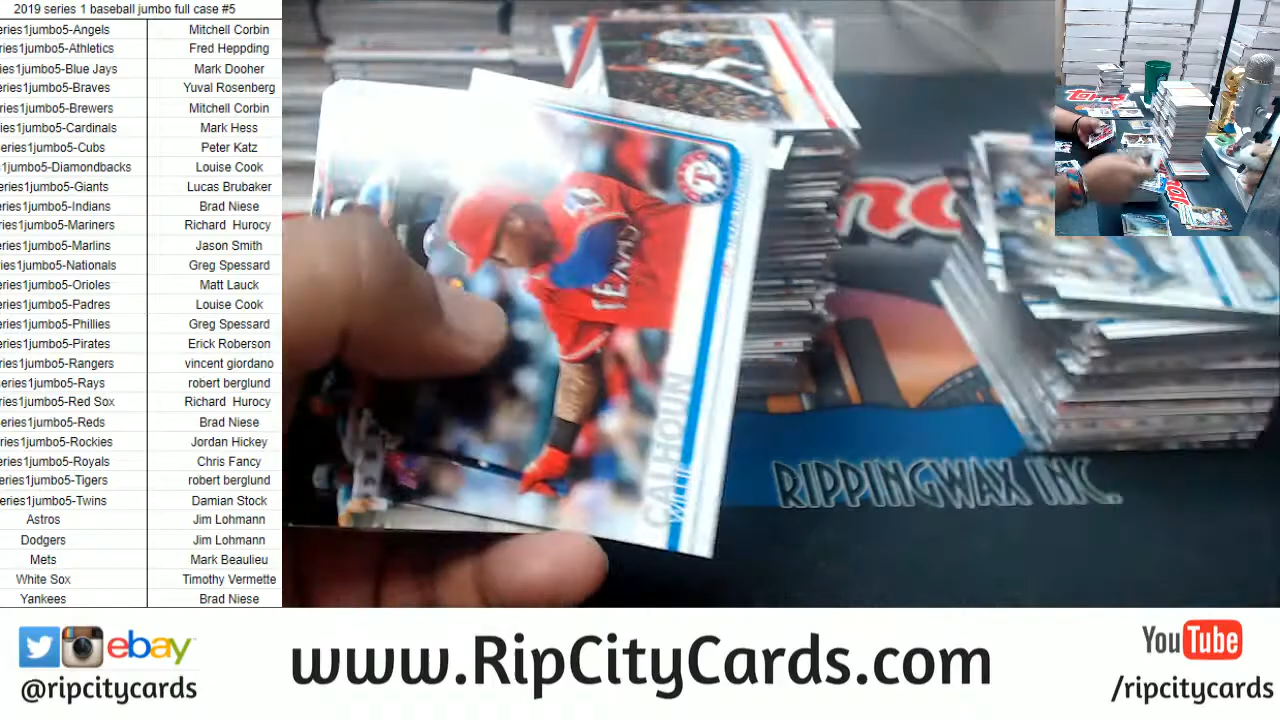 2019 series 1 baseball jumbo full case #5
eries1jumbo5-Angels Mitchell Corbin
ries1jumbo5-Athletics Fred Heppding
ies1jumbo5-Blue Jays Mark Dooher
eries1jumbo5-Braves Yuval Rosenberg
eries1jumbo5-Brewers Mitchell Corbin
ries1jumbo5-Cardinals Mark Hess
eries1jumbo5-Cubs Peter Katz
1jumbo5-Diamondbacks Louise Cook
eries1jumbo5-Giants Lucas Brubaker
eries1jumbo5-Indians Brad Niese
eries1jumbo5-Mariners Richard Hurocy
eries1jumbo5-Marlins Jason Smith
ries1jumbo5-Nationals Greg Spessard
eries1jumbo5-Orioles Matt Lauck
eries1jumbo5-Padres Louise Cook
eries1jumbo5-Phillies Greg Spessard
eries1jumbo5-Pirates Erick Roberson
eries1jumbo5-Rangers vincent giordano
series1jumbo5-Rays robert berglund
eries1jumbo5-Red Sox Richard Hurocy
series1jumbo5-Reds Brad Niese
ries1jumbo5-Rockies Jordan Hickey
eries1jumbo5-Royals Chris Fancy
eries1jumbo5-Tigers robert berglund
series1jumbo5-Twins Damian Stock
Astros Jim Lohmann
Dodgers Jim Lohmann
Mets Mark Beaulieu
White Sox Timothy Vermette
Yankees Brad Niese
TEXAS
WILLIE
CALHOUN
RIPPINGWAX INC.
ebay
@ripcitycards
www.RipCityCards.com
YouTube
/ripcitycards